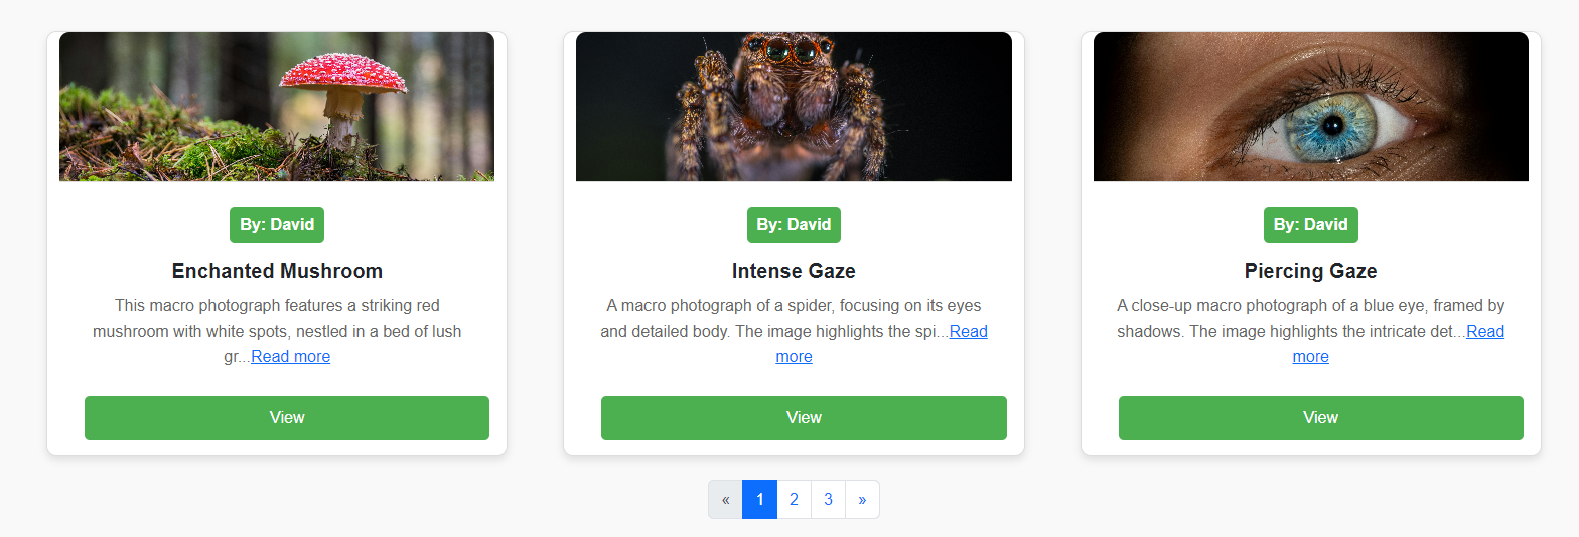 By: David
Enchanted Mushroom
This macro photograph features a striking red
mushroom with white spots, nestled in a bed of lush
gr...Read more
View
By: David
Intense Gaze
A macro photograph of a spider, focusing on its eyes
and detailed body. The image highlights the spi...Read
more
View
By: David
Piercing Gaze
A close-up macro photograph of a blue eye, framed by
shadows. The image highlights the intricate det...Read
more
View
« 1 2 3 »